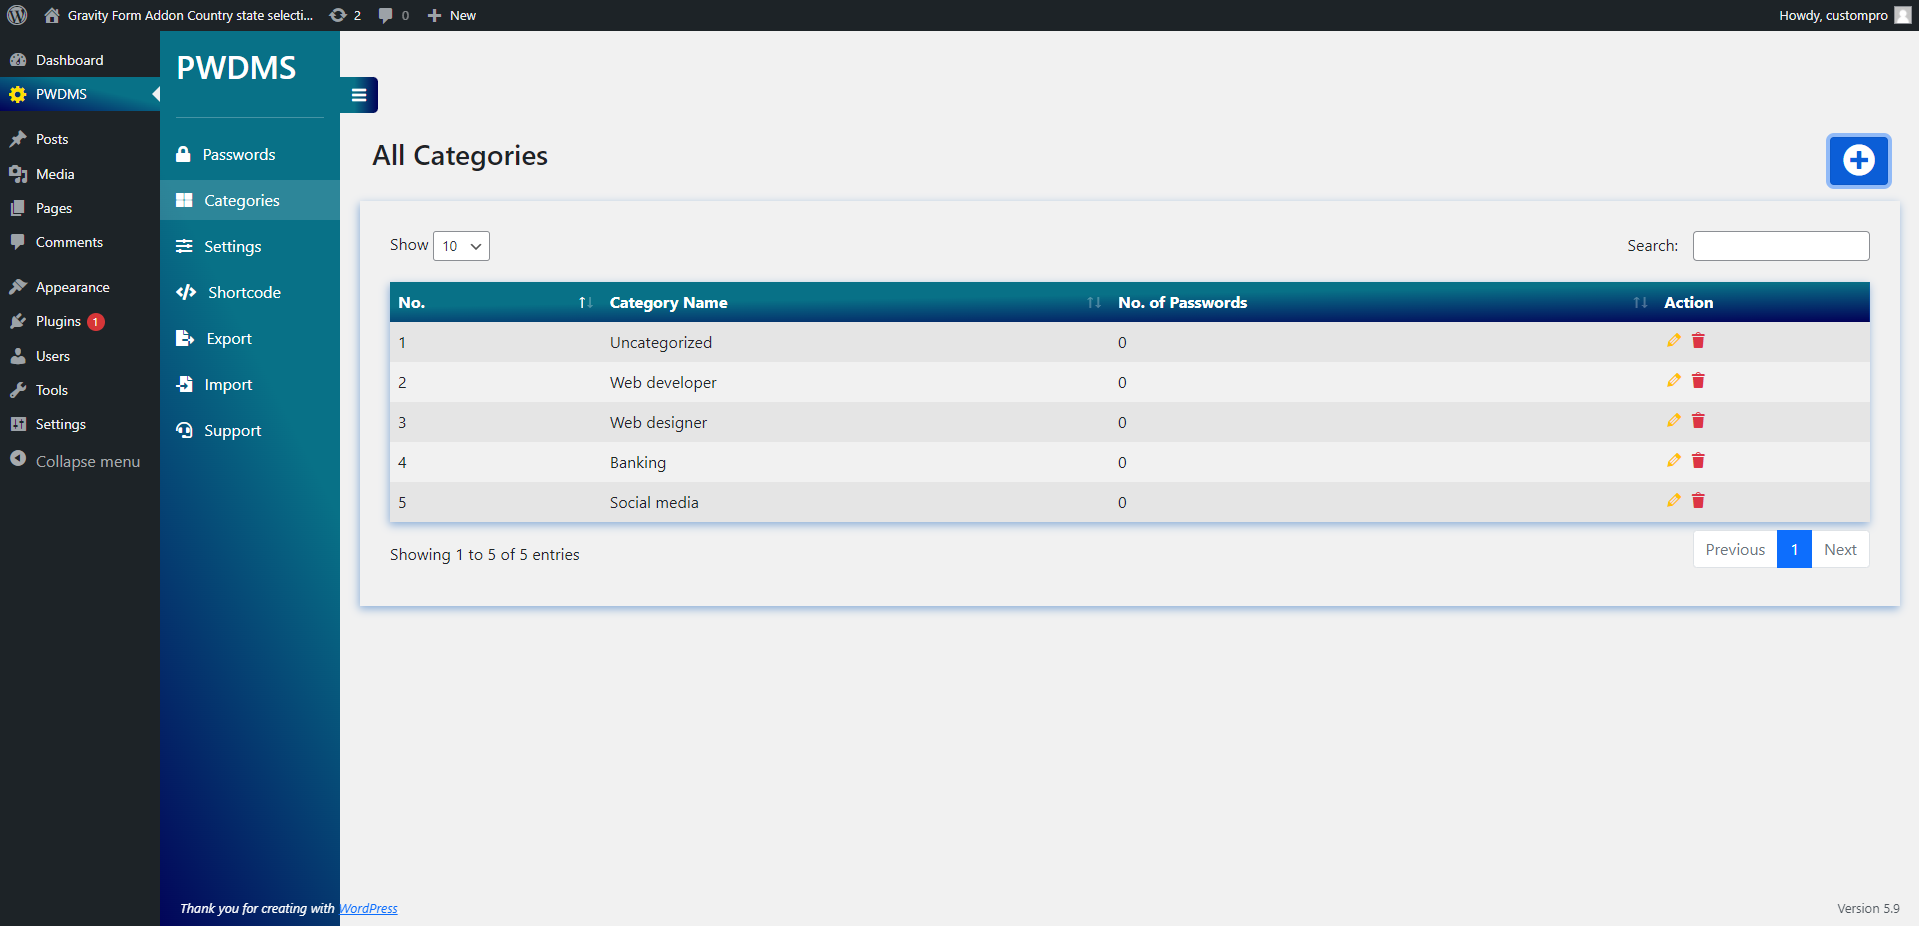 Gravity Form Addon Country state selecti... 2 0 New Howdy, custompro
Dashboard
PWDMS
Posts
Media
Pages
Comments
Appearance
Plugins 1
Users
Tools
Settings
Collapse menu
PWDMS
Passwords
Categories
Settings
Shortcode
Export
Import
Support
All Categories
Show 10 Search:
No. Category Name No. of Passwords Action
1 Uncategorized 0
2 Web developer 0
3 Web designer 0
4 Banking 0
5 Social media 0
Showing 1 to 5 of 5 entries Previous 1 Next
Thank you for creating with WordPress Version 5.9